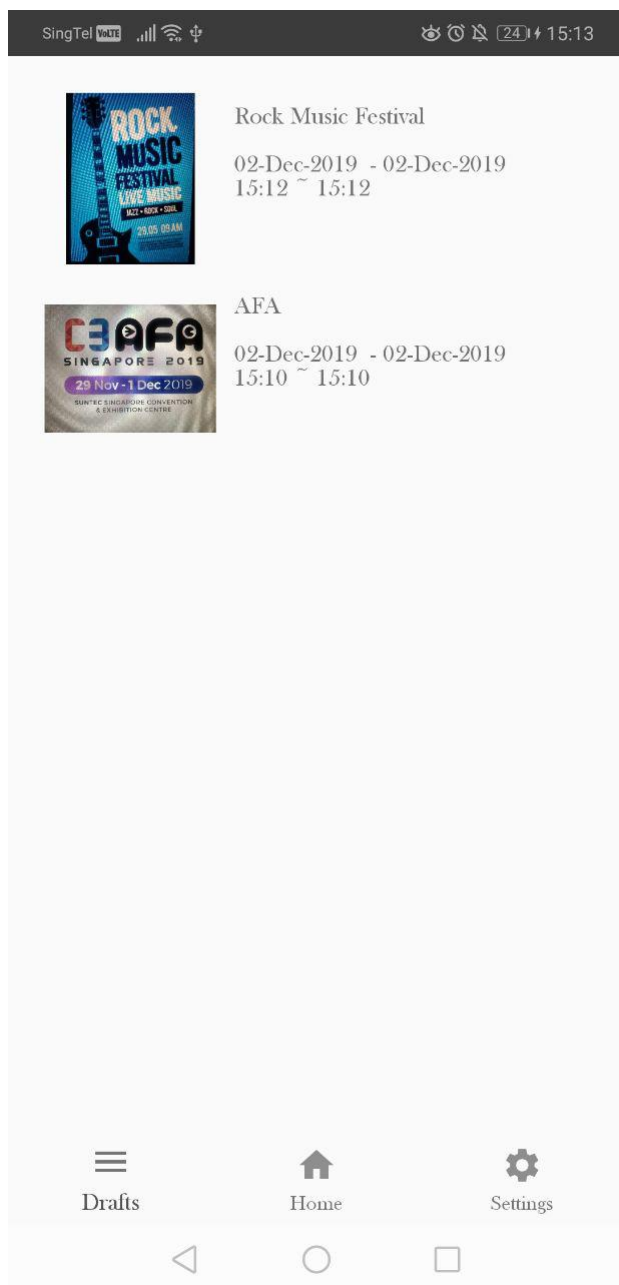 SingTel VoLTE 24 15:13
ROCK
MUSIC
FESTIVAL
LIVE MUSIC
JAZZ • ROCK • SOUL
29.05 09 AM
Rock Music Festival
02-Dec-2019 - 02-Dec-2019
15:12 ~ 15:12
C3AFA
SINGAPORE 2019
29 Nov - 1 Dec 2019
SUNTEC SINGAPORE CONVENTION
& EXHIBITION CENTRE
AFA
02-Dec-2019 - 02-Dec-2019
15:10 ~ 15:10
Drafts Home Settings